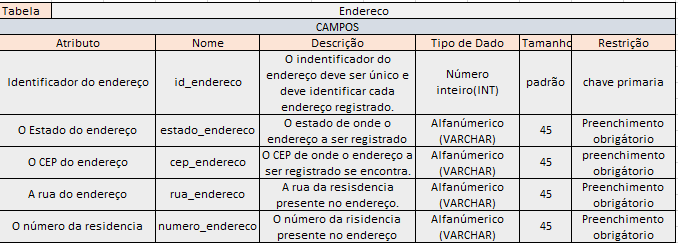 Tabela Endereco
CAMPOS
Atributo Nome Descrição Tipo de Dado Tamanho Restrição
Identificador do endereço id_endereco O indentificador do endereço deve ser único e deve identificar cada endereço registrado. Número inteiro(INT) padrão chave primaria
O Estado do endereço estado_endereco O estado de onde o endereço a ser registrado Alfanúmerico (VARCHAR) 45 Preenchimento obrigátorio
O CEP do endereço cep_endereco O CEP de onde o endereço a ser registrado se encontra. Alfanúmerico (VARCHAR) 45 preenchimento obrigátorio
A rua do endereço rua_endereco A rua da resisdencia presente no endereço. Alfanúmerico (VARCHAR) 45 Preenchimento obrigátorio
O número da residencia numero_endereco O número da risidencia presente no endereço Alfanúmerico (VARCHAR) 45 Preenchimento obrigátorio